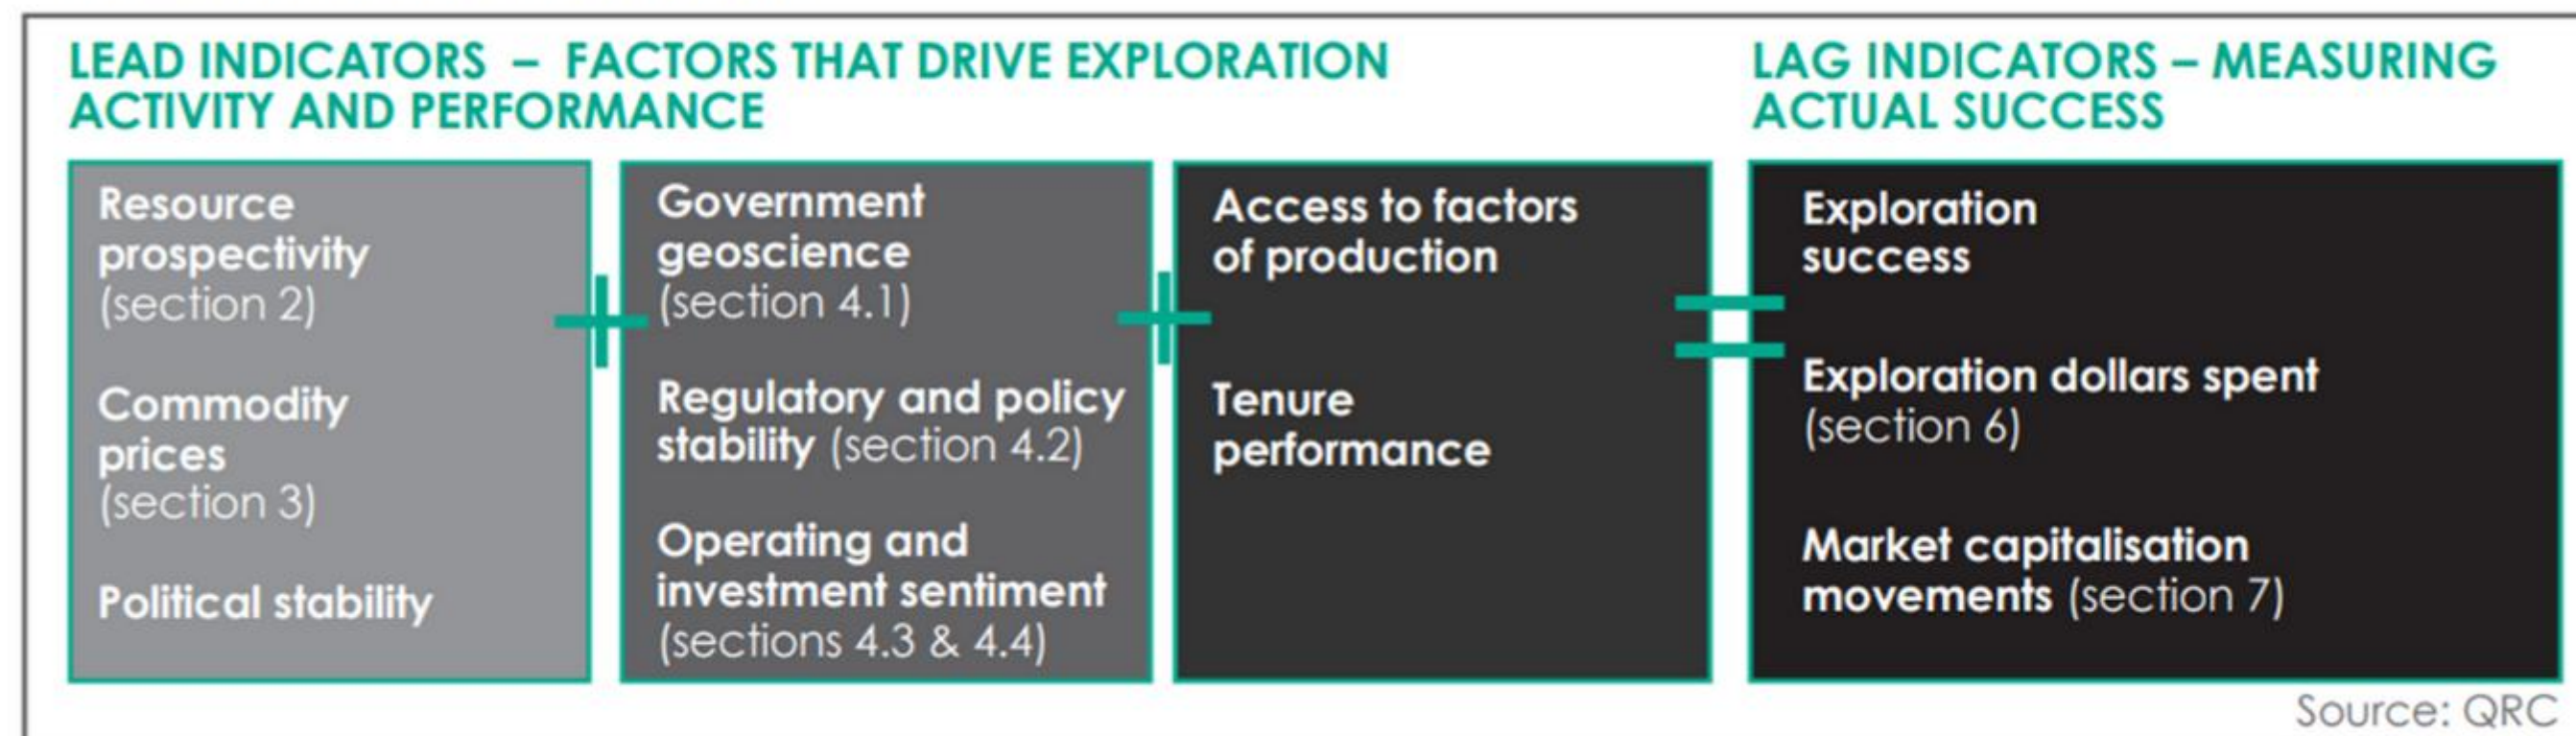 LEAD INDICATORS – FACTORS THAT DRIVE EXPLORATION
ACTIVITY AND PERFORMANCE
Resource
prospectivity
(section 2)
Commodity
prices
(section 3)
Political stability
+
Government
geoscience
(section 4.1)
Regulatory and policy
stability (section 4.2)
Operating and
investment sentiment
(sections 4.3 & 4.4)
+
Access to factors
of production
Tenure
performance
=
LAG INDICATORS – MEASURING
ACTUAL SUCCESS
Exploration
success
Exploration dollars spent
(section 6)
Market capitalisation
movements (section 7)
Source: QRC